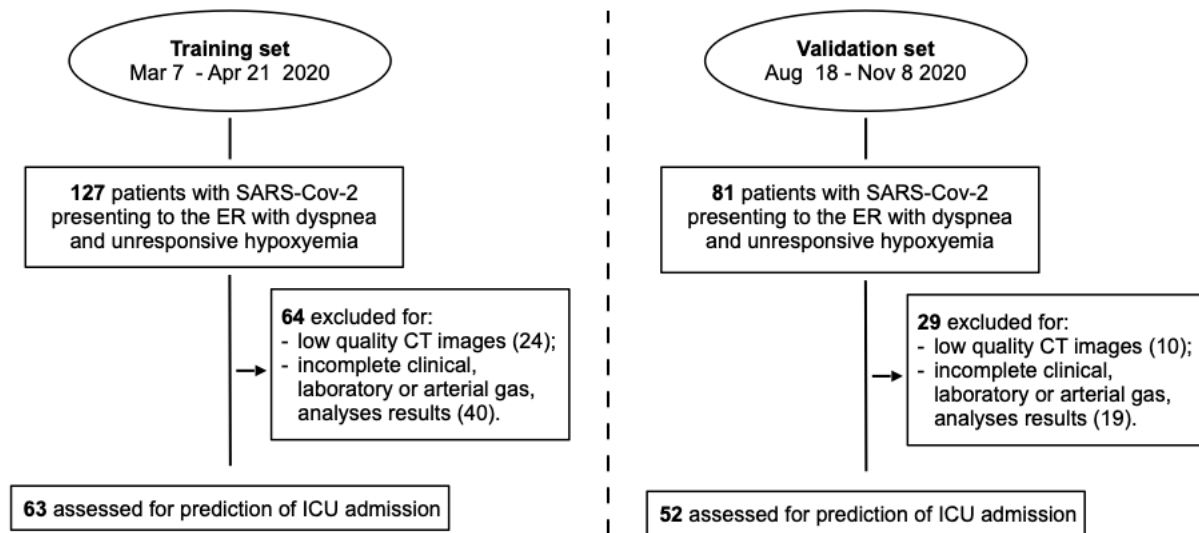 Training set
Mar 7 - Apr 21 2020
127 patients with SARS-Cov-2
presenting to the ER with dyspnea
and unresponsive hypoxyemia
64 excluded for:
- low quality CT images (24);
- incomplete clinical,
laboratory or arterial gas,
analyses results (40).
63 assessed for prediction of ICU admission
Validation set
Aug 18 - Nov 8 2020
81 patients with SARS-Cov-2
presenting to the ER with dyspnea
and unresponsive hypoxyemia
29 excluded for:
- low quality CT images (10);
- incomplete clinical,
laboratory or arterial gas,
analyses results (19).
52 assessed for prediction of ICU admission